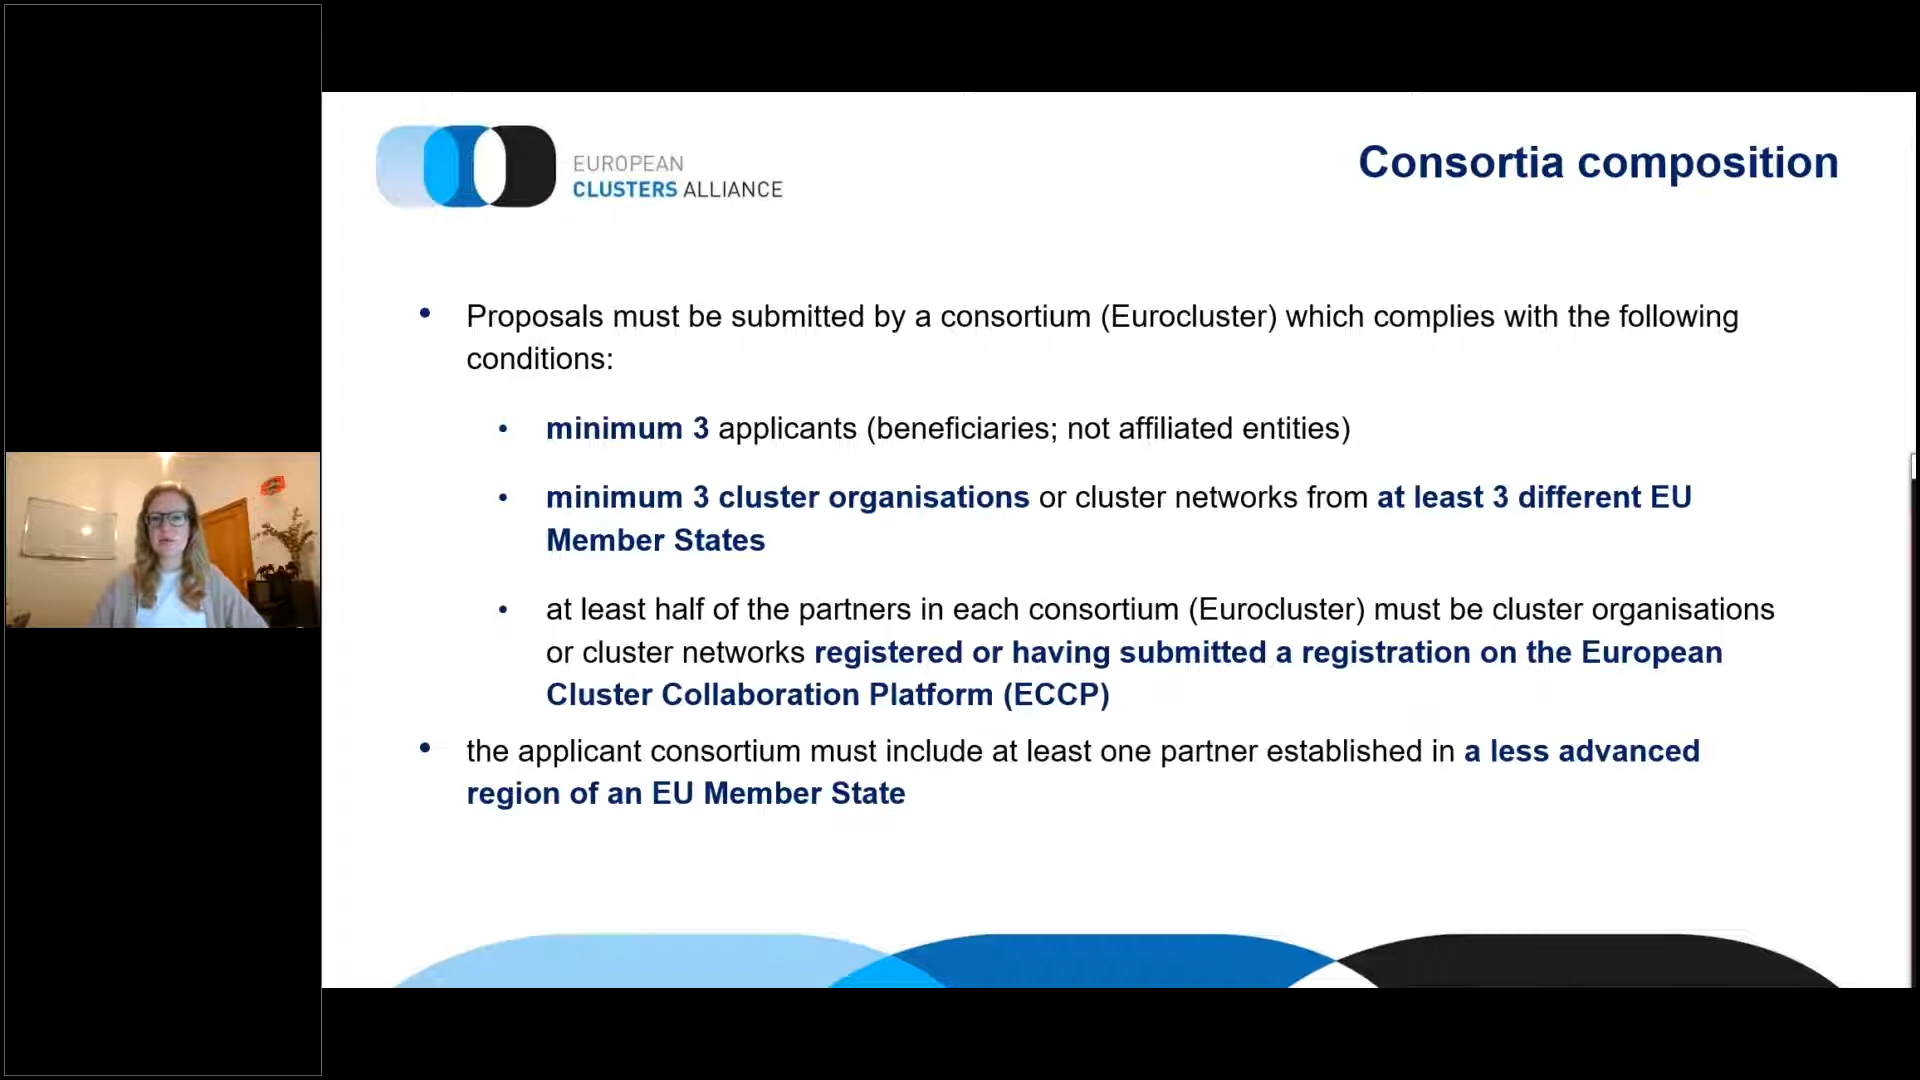 EUROPEAN
CLUSTERS ALLIANCE
Consortia composition
• Proposals must be submitted by a consortium (Eurocluster) which complies with the following
conditions:
• minimum 3 applicants (beneficiaries; not affiliated entities)
• minimum 3 cluster organisations or cluster networks from at least 3 different EU
Member States
• at least half of the partners in each consortium (Eurocluster) must be cluster organisations
or cluster networks registered or having submitted a registration on the European
Cluster Collaboration Platform (ECCP)
• the applicant consortium must include at least one partner established in a less advanced
region of an EU Member State